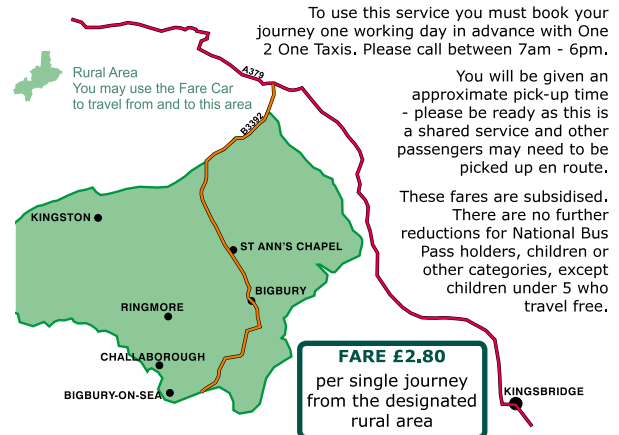 To use this service you must book your
journey one working day in advance with One
2 One Taxis. Please call between 7am - 6pm.
A379
Rural Area
You may use the Fare Car
to travel from and to this area
You will be given an
approximate pick-up time
- please be ready as this is
a shared service and other
passengers may need to be
picked up en route.
B3392
These fares are subsidised.
There are no further
reductions for National Bus
Pass holders, children or
other categories, except
children under 5 who
travel free.
KINGSTON
ST ANN'S CHAPEL
BIGBURY
RINGMORE
CHALLABOROUGH
BIGBURY-ON-SEA
FARE £2.80
per single journey
from the designated
rural area
KINGSBRIDGE